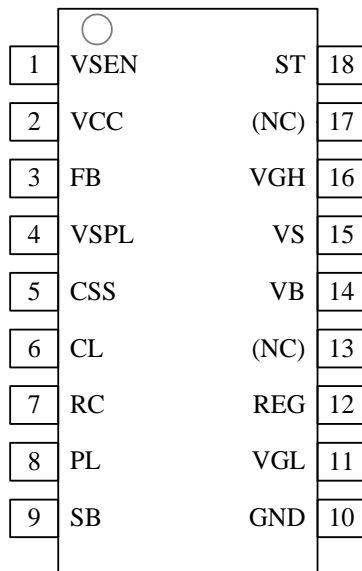 1 VSEN ST 18
2 VCC (NC) 17
3 FB VGH 16
4 VSPL VS 15
5 CSS VB 14
6 CL (NC) 13
7 RC REG 12
8 PL VGL 11
9 SB GND 10